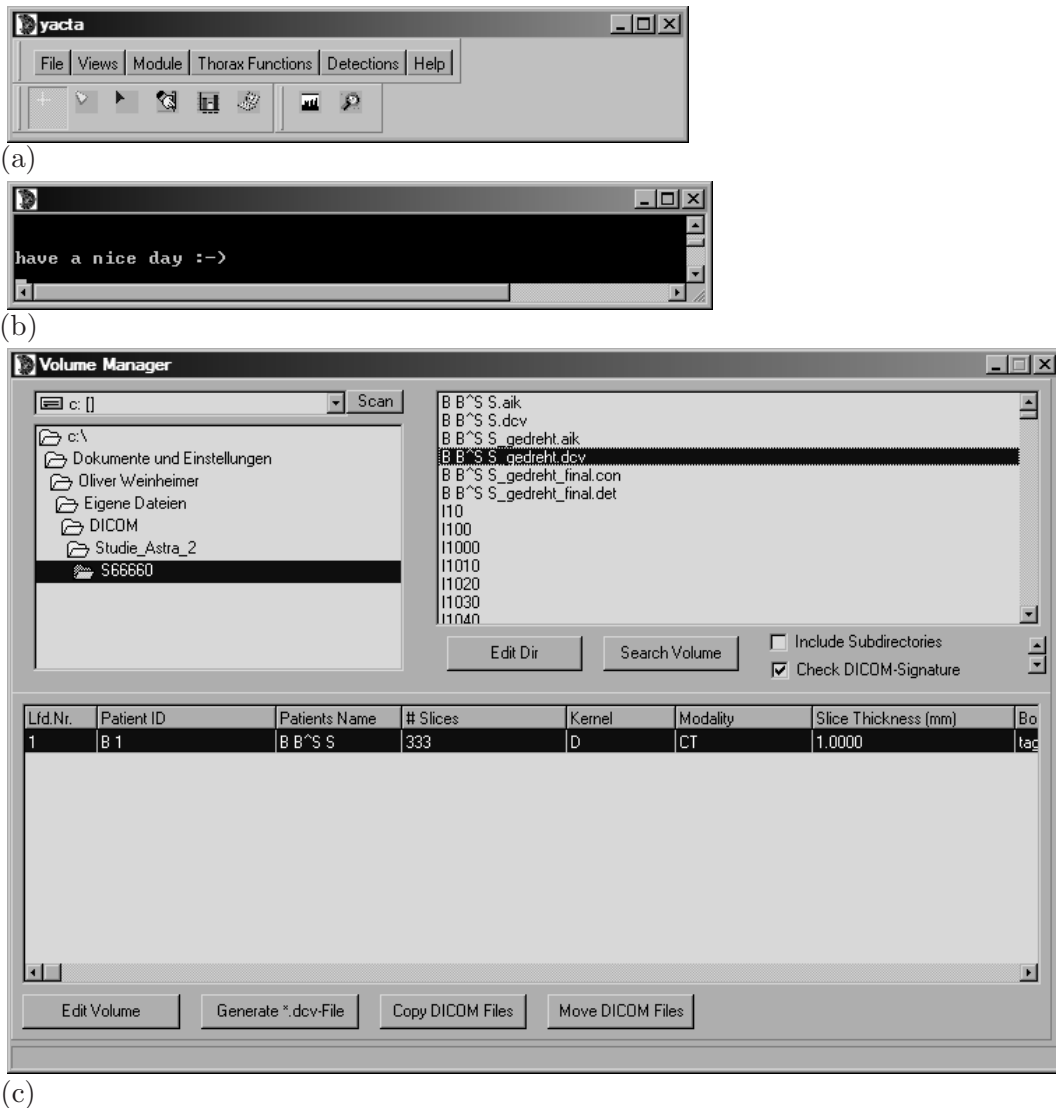 yacta
File Views Module Thorax Functions Detections Help
(a)
have a nice day :-)
(b)
Volume Manager
c: [] Scan
c:\
Dokumente und Einstellungen
Oliver Weinheimer
Eigene Dateien
DICOM
Studie_Astra_2
S66660
B B^S S.aik
B B^S S.dcv
B B^S S_gedreht.aik
B B^S S_gedreht.dcv
B B^S S_gedreht_final.con
B B^S S_gedreht_final.det
I10
I100
I1000
I1010
I1020
I1030
I1040
Edit Dir Search Volume
Include Subdirectories
Check DICOM-Signature
Lfd.Nr. Patient ID Patients Name # Slices Kernel Modality Slice Thickness (mm) Bo
1 B 1 B B^S S 333 D CT 1.0000 tag
Edit Volume Generate *.dcv-File Copy DICOM Files Move DICOM Files
(c)